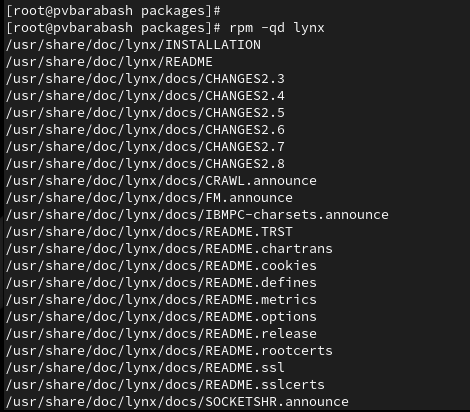 [root@pvbarabash packages]#
[root@pvbarabash packages]# rpm -qd lynx
/usr/share/doc/lynx/INSTALLATION
/usr/share/doc/lynx/README
/usr/share/doc/lynx/docs/CHANGES2.3
/usr/share/doc/lynx/docs/CHANGES2.4
/usr/share/doc/lynx/docs/CHANGES2.5
/usr/share/doc/lynx/docs/CHANGES2.6
/usr/share/doc/lynx/docs/CHANGES2.7
/usr/share/doc/lynx/docs/CHANGES2.8
/usr/share/doc/lynx/docs/CRAWL.announce
/usr/share/doc/lynx/docs/FM.announce
/usr/share/doc/lynx/docs/IBMPC-charsets.announce
/usr/share/doc/lynx/docs/README.TRST
/usr/share/doc/lynx/docs/README.chartrans
/usr/share/doc/lynx/docs/README.cookies
/usr/share/doc/lynx/docs/README.defines
/usr/share/doc/lynx/docs/README.metrics
/usr/share/doc/lynx/docs/README.options
/usr/share/doc/lynx/docs/README.release
/usr/share/doc/lynx/docs/README.rootcerts
/usr/share/doc/lynx/docs/README.ssl
/usr/share/doc/lynx/docs/README.sslcerts
/usr/share/doc/lynx/docs/SOCKETSHR.announce